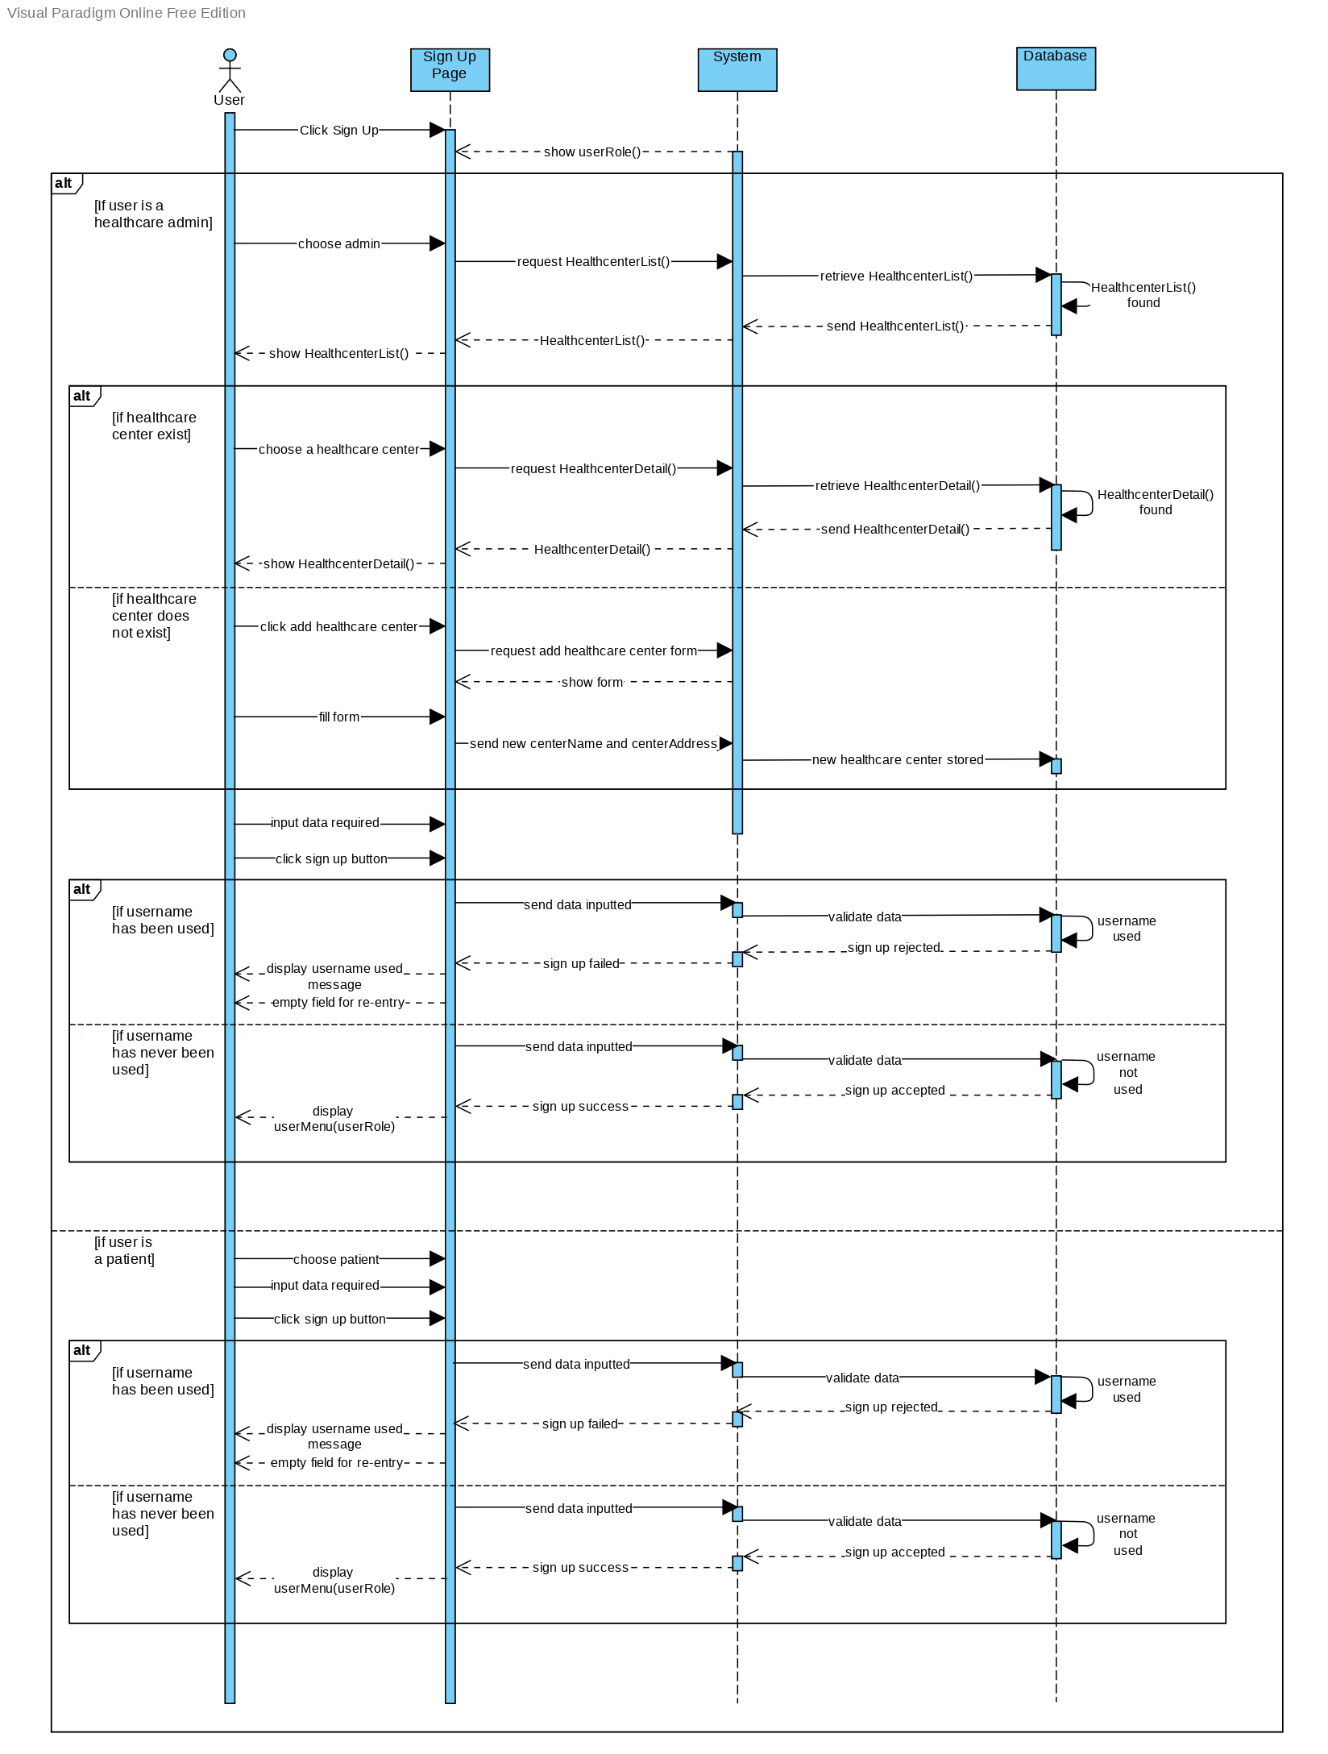 Visual Paradigm Online Free Edition
User
Sign Up
Page
System
Database
Click Sign Up
show userRole()
alt
[If user is a
healthcare admin]
choose admin
request HealthcenterList()
retrieve HealthcenterList()
HealthcenterList()
found
send HealthcenterList()
HealthcenterList()
show HealthcenterList()
alt
[if healthcare
center exist]
choose a healthcare center
request HealthcenterDetail()
retrieve HealthcenterDetail()
HealthcenterDetail()
found
send HealthcenterDetail()
HealthcenterDetail()
show HealthcenterDetail()
[if healthcare
center does
not exist]
click add healthcare center
request add healthcare center form
show form
fill form
send new centerName and centerAddress
new healthcare center stored
input data required
click sign up button
alt
[if username
has been used]
send data inputted
validate data
username
used
sign up rejected
sign up failed
display username used
message
empty field for re-entry
[if username
has never been
used]
send data inputted
validate data
username
not
used
sign up accepted
sign up success
display
userMenu(userRole)
[if user is
a patient]
choose patient
input data required
click sign up button
alt
[if username
has been used]
send data inputted
validate data
username
used
sign up rejected
sign up failed
display username used
message
empty field for re-entry
[if username
has never been
used]
send data inputted
validate data
username
not
used
sign up accepted
sign up success
display
userMenu(userRole)